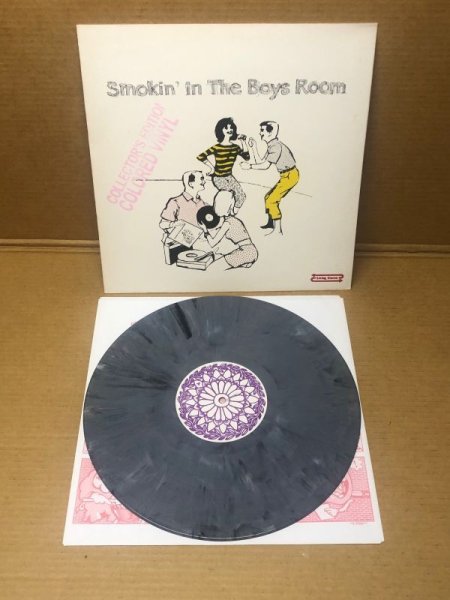 Smokin' in The Boys Room
COLLECTOR'S EDITION
COLORED VINYL